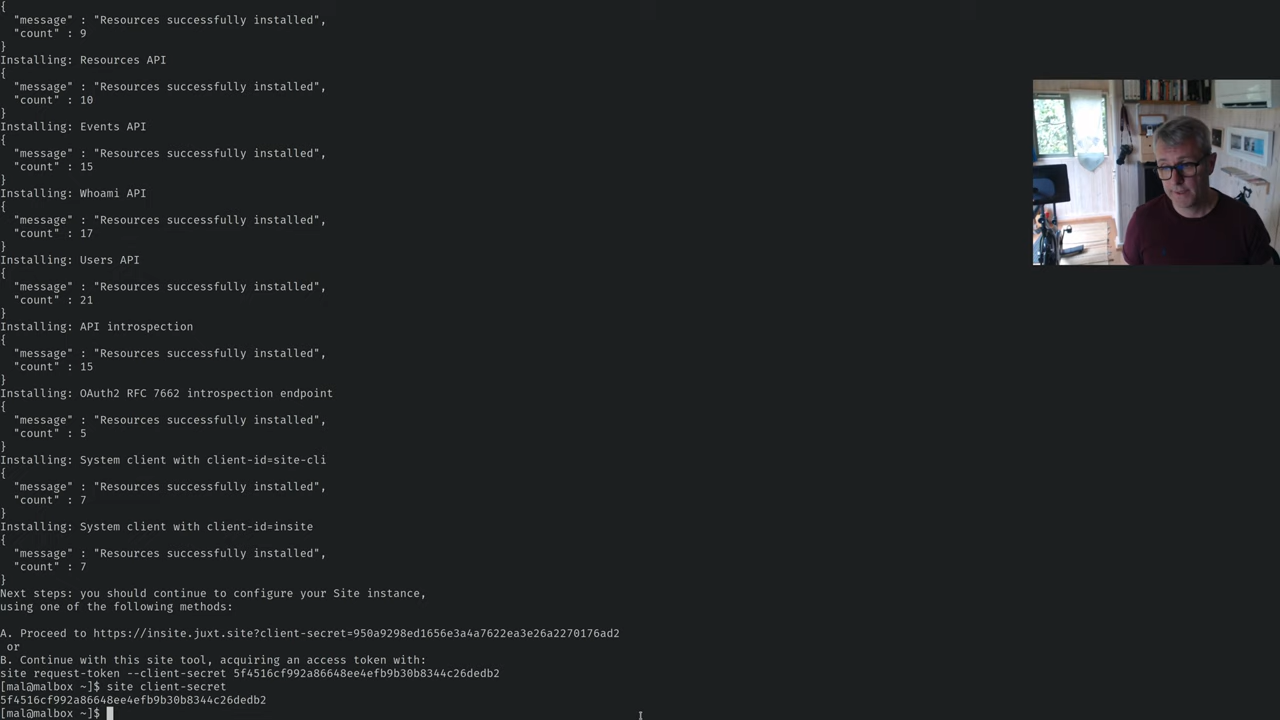 {
  "message" : "Resources successfully installed",
  "count" : 9
}
Installing: Resources API
{
  "message" : "Resources successfully installed",
  "count" : 10
}
Installing: Events API
{
  "message" : "Resources successfully installed",
  "count" : 15
}
Installing: Whoami API
{
  "message" : "Resources successfully installed",
  "count" : 17
}
Installing: Users API
{
  "message" : "Resources successfully installed",
  "count" : 21
}
Installing: API introspection
{
  "message" : "Resources successfully installed",
  "count" : 15
}
Installing: OAuth2 RFC 7662 introspection endpoint
{
  "message" : "Resources successfully installed",
  "count" : 5
}
Installing: System client with client-id=site-cli
{
  "message" : "Resources successfully installed",
  "count" : 7
}
Installing: System client with client-id=insite
{
  "message" : "Resources successfully installed",
  "count" : 7
}
Next steps: you should continue to configure your Site instance,
using one of the following methods:
A. Proceed to https://insite.juxt.site?client-secret=950a9298ed1656e3a4a7622ea3e26a2270176ad2
 or
B. Continue with this site tool, acquiring an access token with:
site request-token --client-secret 5f4516cf992a86648ee4efb9b30b8344c26dedb2
[mal@malbox ~]$ site client-secret
5f4516cf992a86648ee4efb9b30b8344c26dedb2
[mal@malbox ~]$